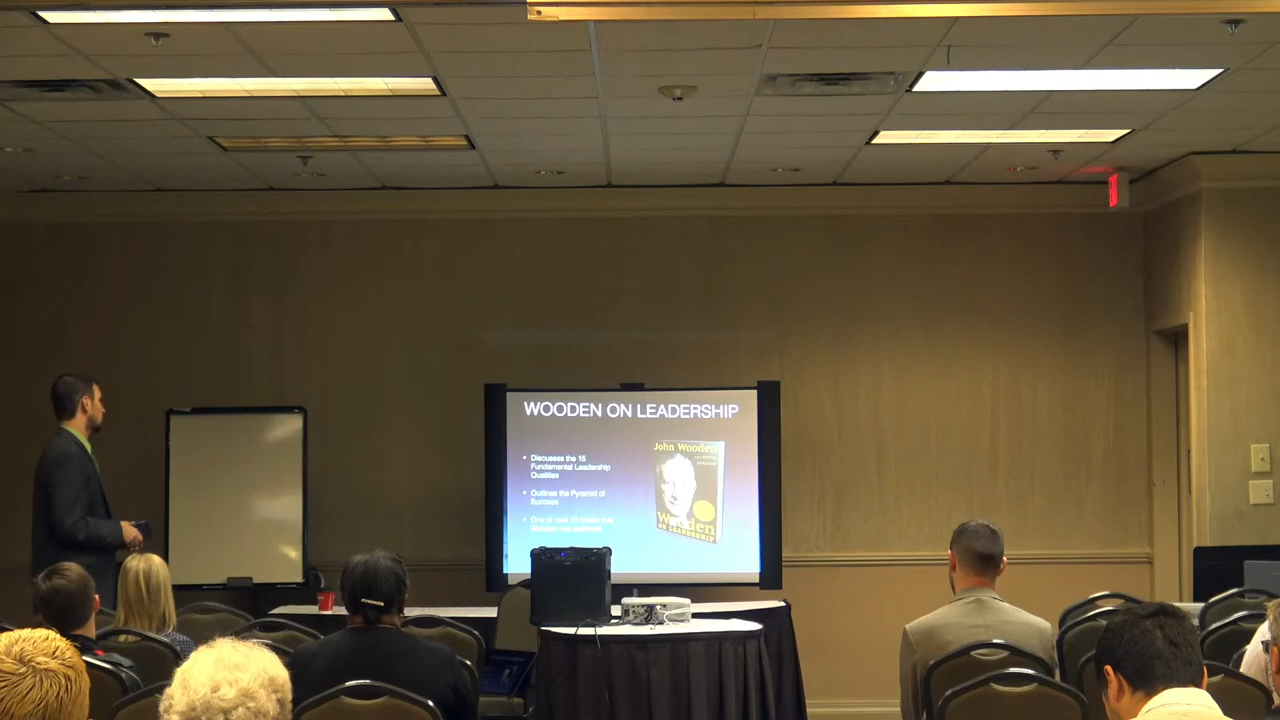 WOODEN ON LEADERSHIP
• Discusses the 15
Fundamental Leadership
Qualities
• Outlines the Pyramid of
Success
John Wooden
Wooden
ON LEADERSHIP